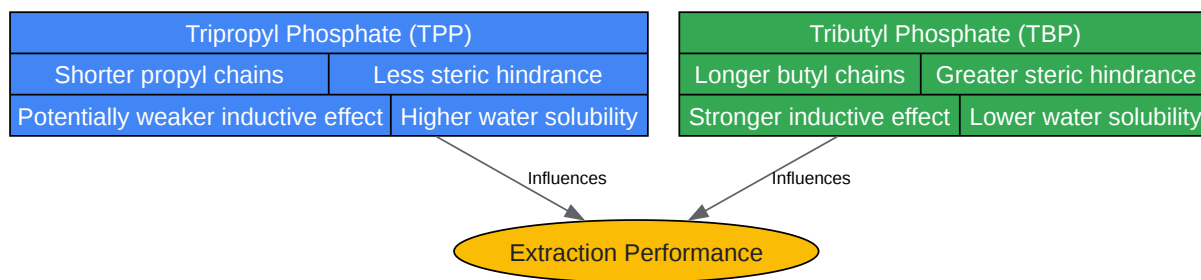 Tripropyl Phosphate (TPP)
Shorter propyl chains
Less steric hindrance
Potentially weaker inductive effect
Higher water solubility
Tributyl Phosphate (TBP)
Longer butyl chains
Greater steric hindrance
Stronger inductive effect
Lower water solubility
Influences
Influences
Extraction Performance